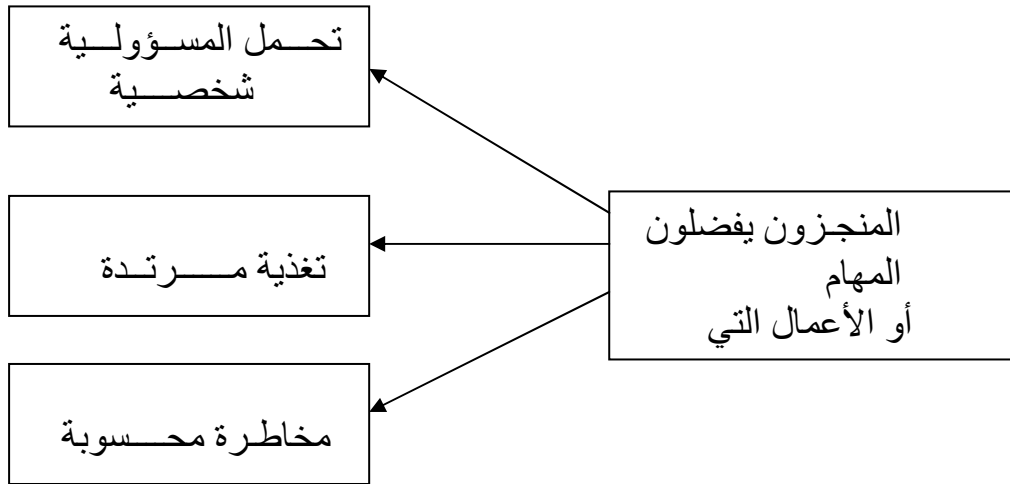 المنجزون يفضلون
المهام
أو الأعمال التي
تحمل المسؤولية
شخصية
تغذية مرتدة
مخاطرة محسوبة